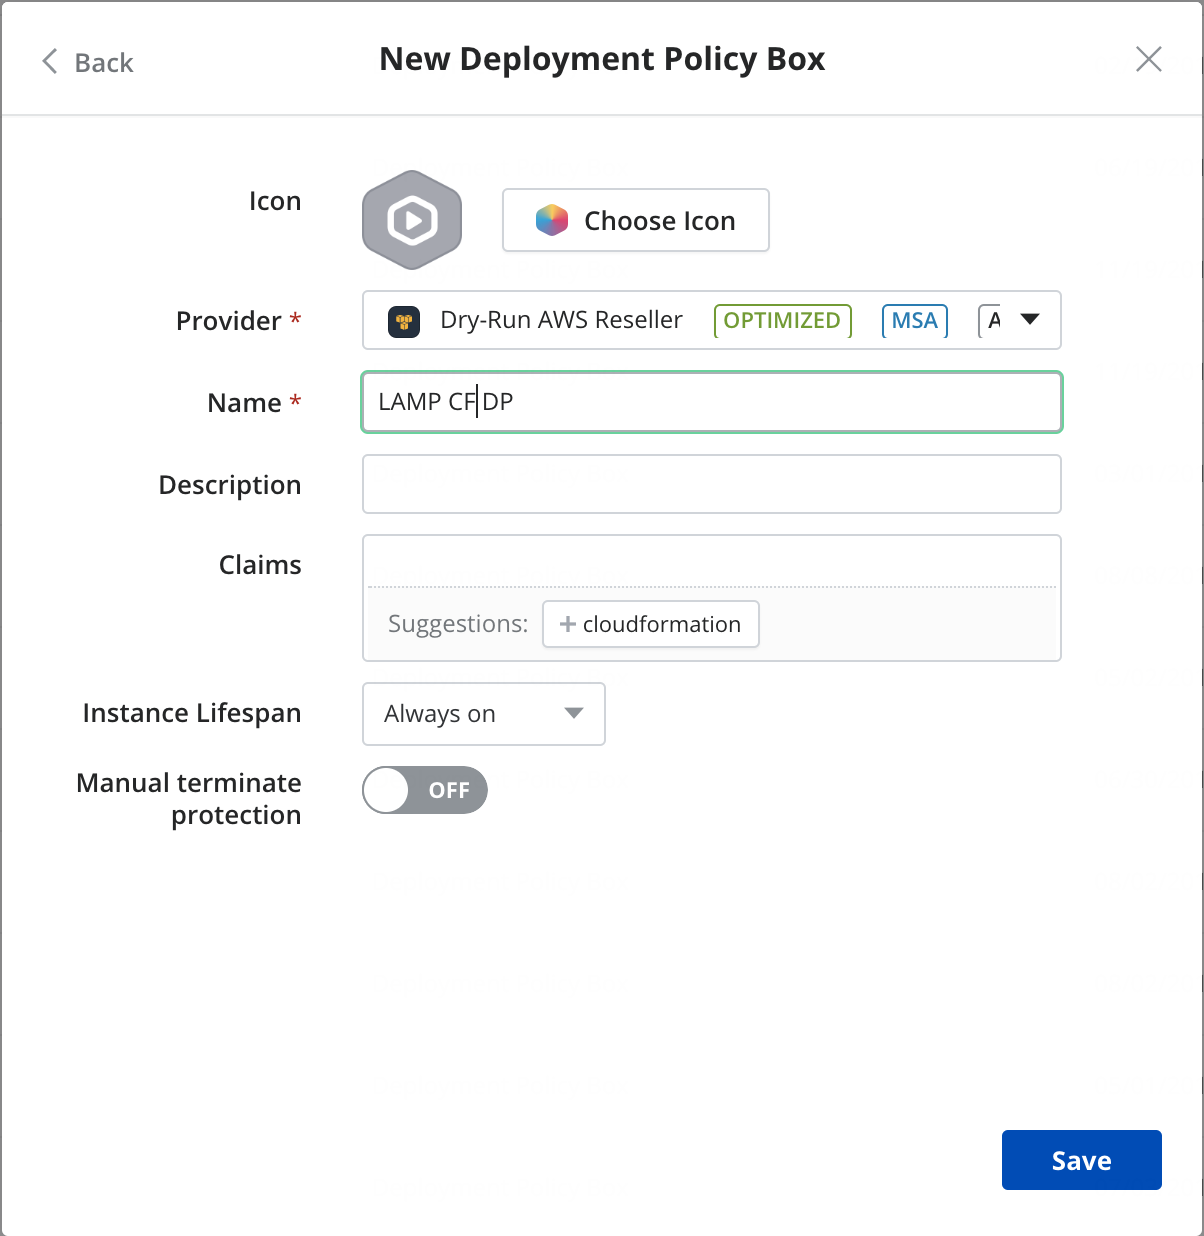 Back
New Deployment Policy Box
Icon
Choose Icon
Provider *
Dry-Run AWS Reseller OPTIMIZED MSA A
Name *
LAMP CF DP
Description
Claims
Suggestions: + cloudformation
Instance Lifespan
Always on
Manual terminate
protection
OFF
Save